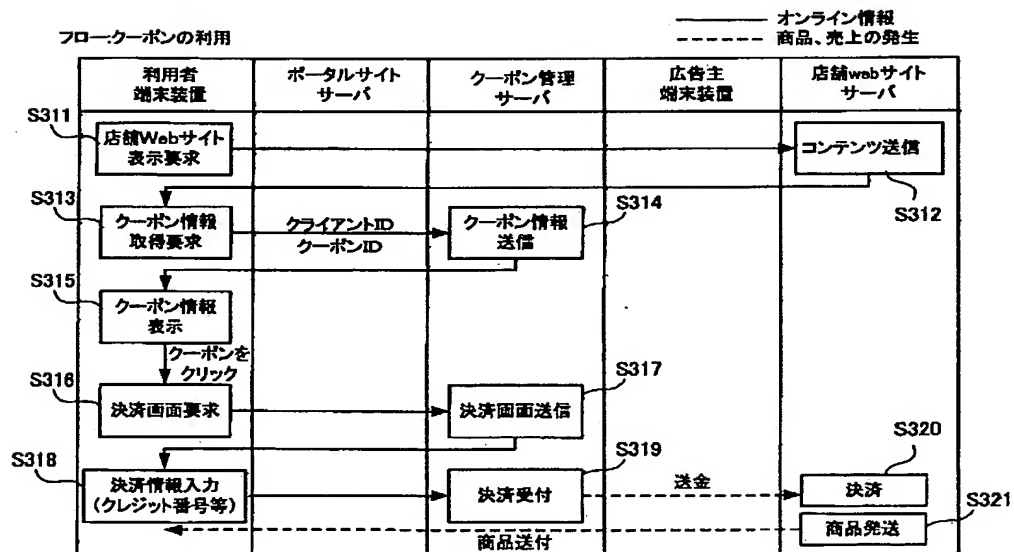 オンライン情報
フロー:クーポンの利用
商品、売上の発生
利用者
端末装置
ポータルサイト
サーバ
クーポン管理
サーバ
広告主
端末装置
店舗webサイト
サーバ
S311
店舗Webサイト
表示要求
コンテンツ送信
S312
S313
クーポン情報
取得要求
クライアントID
クーポンID
クーポン情報
送信
S314
S315
クーポン情報
表示
クーポンを
クリック
S316
決済画面要求
決済画面送信
S317
S318
決済情報入力
(クレジット番号等)
決済受付
S319
送金
決済
S320
商品発送
S321
商品送付